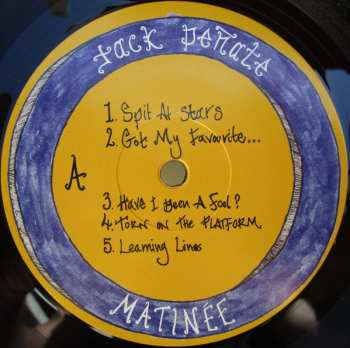 Jack Peñate
1. Spit At Stars
2. Got My Favourite...
A
3. Have I Been A Fool?
4. TORN ON THE PLATFORM
5. Learning Lines
MATINÉE